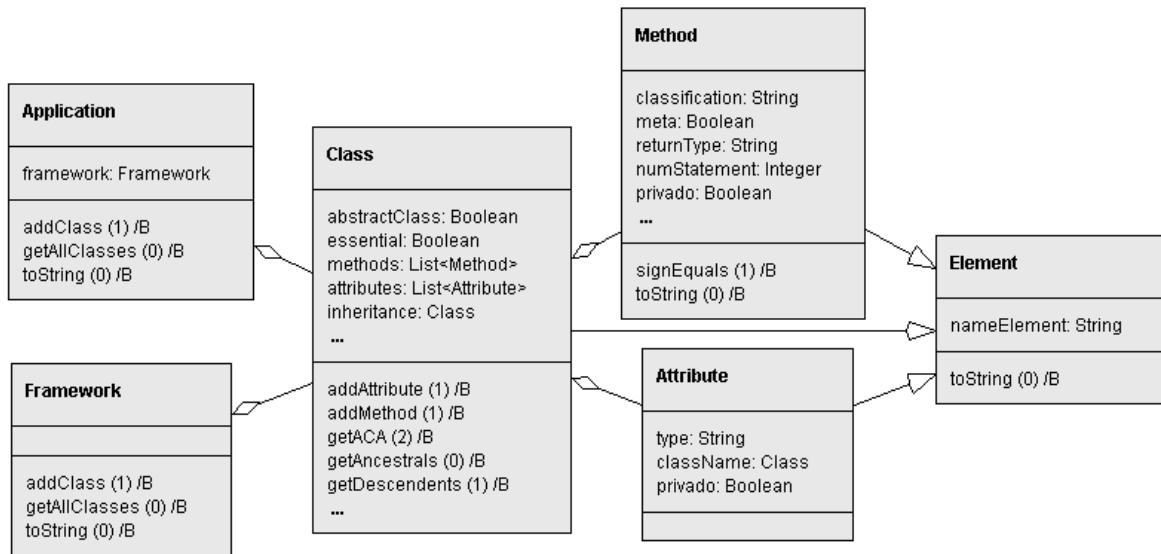 Application
framework: Framework
addClass (1) /B
getAllClasses (0) /B
toString (0) /B
Framework
addClass (1) /B
getAllClasses (0) /B
toString (0) /B
Class
abstractClass: Boolean
essential: Boolean
methods: List<Method>
attributes: List<Attribute>
inheritance: Class
...
addAttribute (1) /B
addMethod (1) /B
getACA (2) /B
getAncestrals (0) /B
getDescendents (1) /B
...
Method
classification: String
meta: Boolean
returnType: String
numStatement: Integer
privado: Boolean
...
signEquals (1) /B
toString (0) /B
Attribute
type: String
className: Class
privado: Boolean
Element
nameElement: String
toString (0) /B